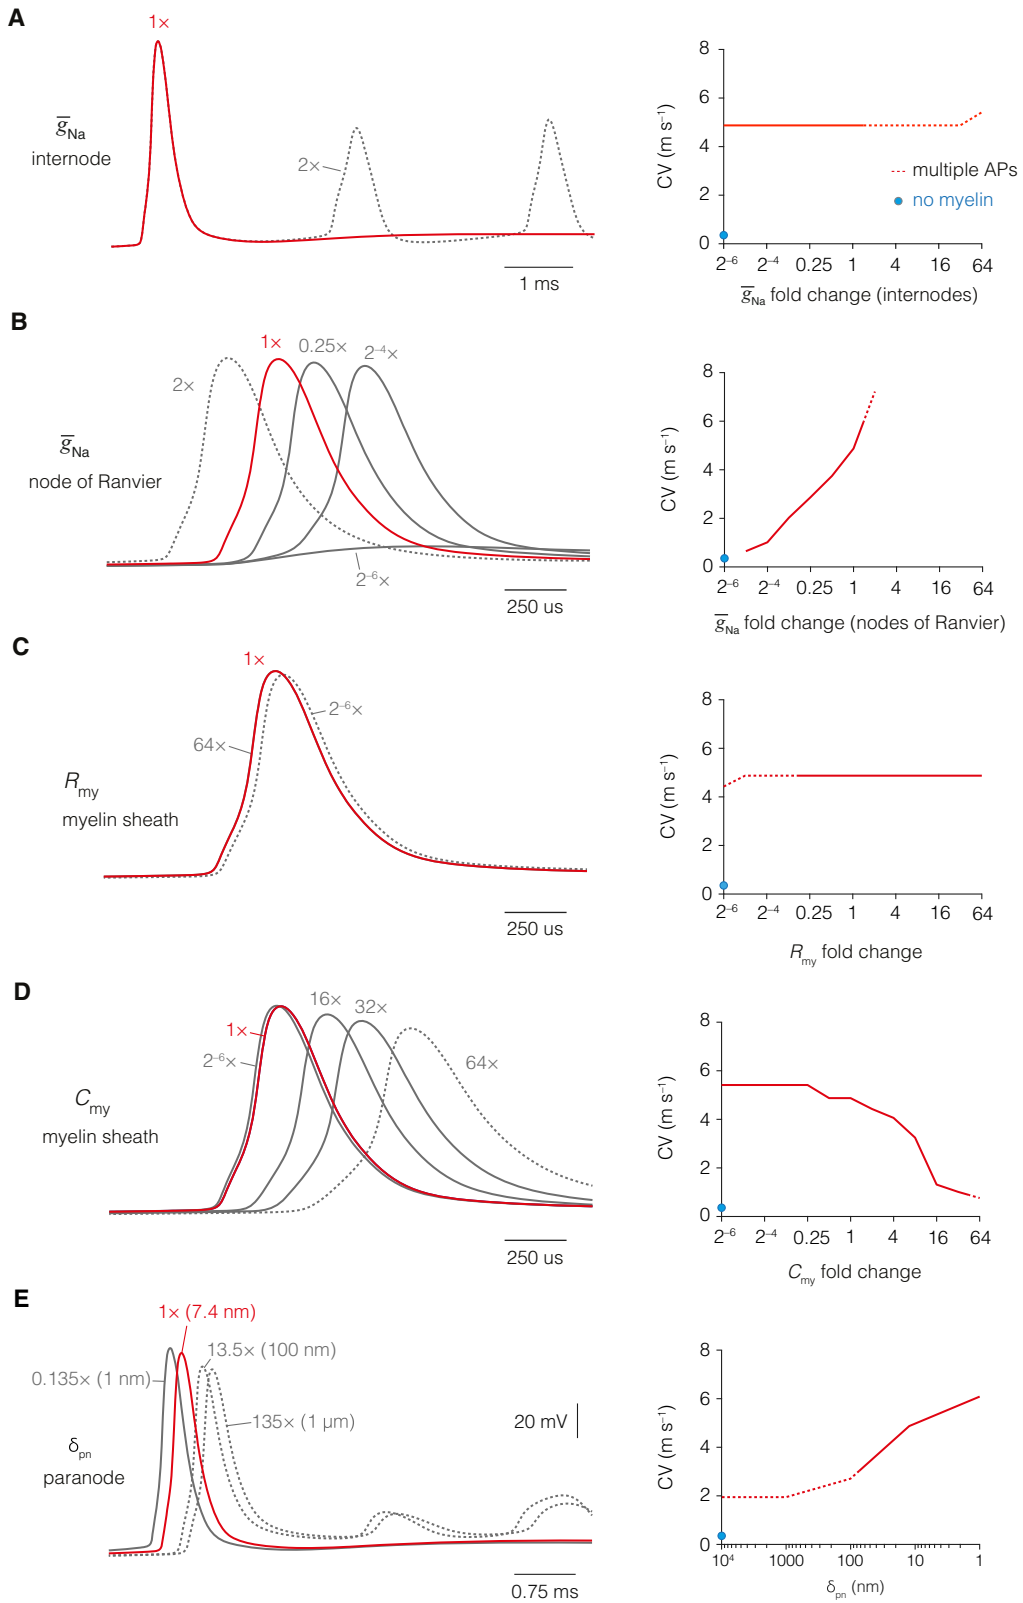 A
1×
g̅Na
internode
2×
1 ms
CV (m s⁻¹)
8
6
4
2
0
multiple APs
no myelin
2⁻⁶ 2⁻⁴ 0.25 1 4 16 64
g̅Na fold change (internodes)
B
2×
1×
0.25×
2⁻⁴×
g̅Na
node of Ranvier
2⁻⁶×
250 us
CV (m s⁻¹)
8
6
4
2
0
2⁻⁶ 2⁻⁴ 0.25 1 4 16 64
g̅Na fold change (nodes of Ranvier)
C
1×
2⁻⁶×
64×
Rmy
myelin sheath
250 us
CV (m s⁻¹)
8
6
4
2
0
2⁻⁶ 2⁻⁴ 0.25 1 4 16 64
Rmy fold change
D
16×
32×
1×
2⁻⁶×
64×
Cmy
myelin sheath
250 us
CV (m s⁻¹)
8
6
4
2
0
2⁻⁶ 2⁻⁴ 0.25 1 4 16 64
Cmy fold change
E
1× (7.4 nm)
13.5× (100 nm)
0.135× (1 nm)
135× (1 µm)
20 mV
δpn
paranode
0.75 ms
CV (m s⁻¹)
8
6
4
2
0
10⁴ 1000 100 10 1
δpn (nm)